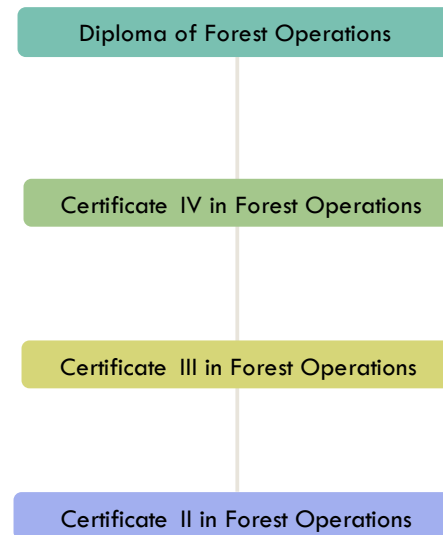 Diploma of Forest Operations
Certificate IV in Forest Operations
Certificate III in Forest Operations
Certificate II in Forest Operations